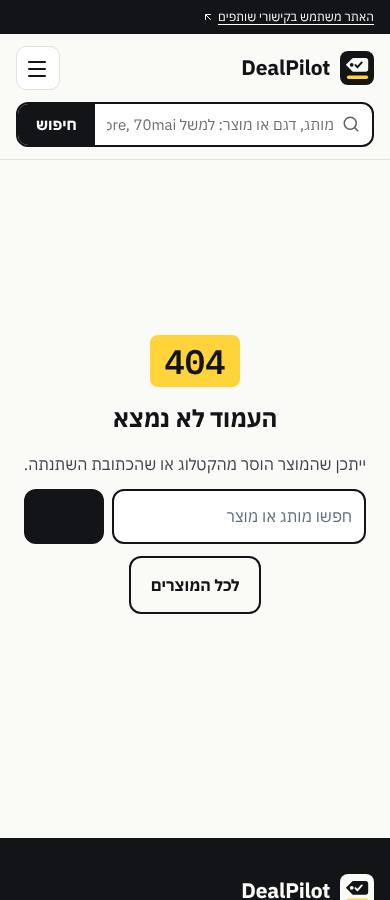 האתר משתמש בקישורי שותפים
DealPilot
מותג, דגם או מוצר: למשל ore, 70mai
חיפוש
404
העמוד לא נמצא
ייתכן שהמוצר הוסר מהקטלוג או שהכתובת השתנתה.
חפשו מותג או מוצר
לכל המוצרים
DealPilot